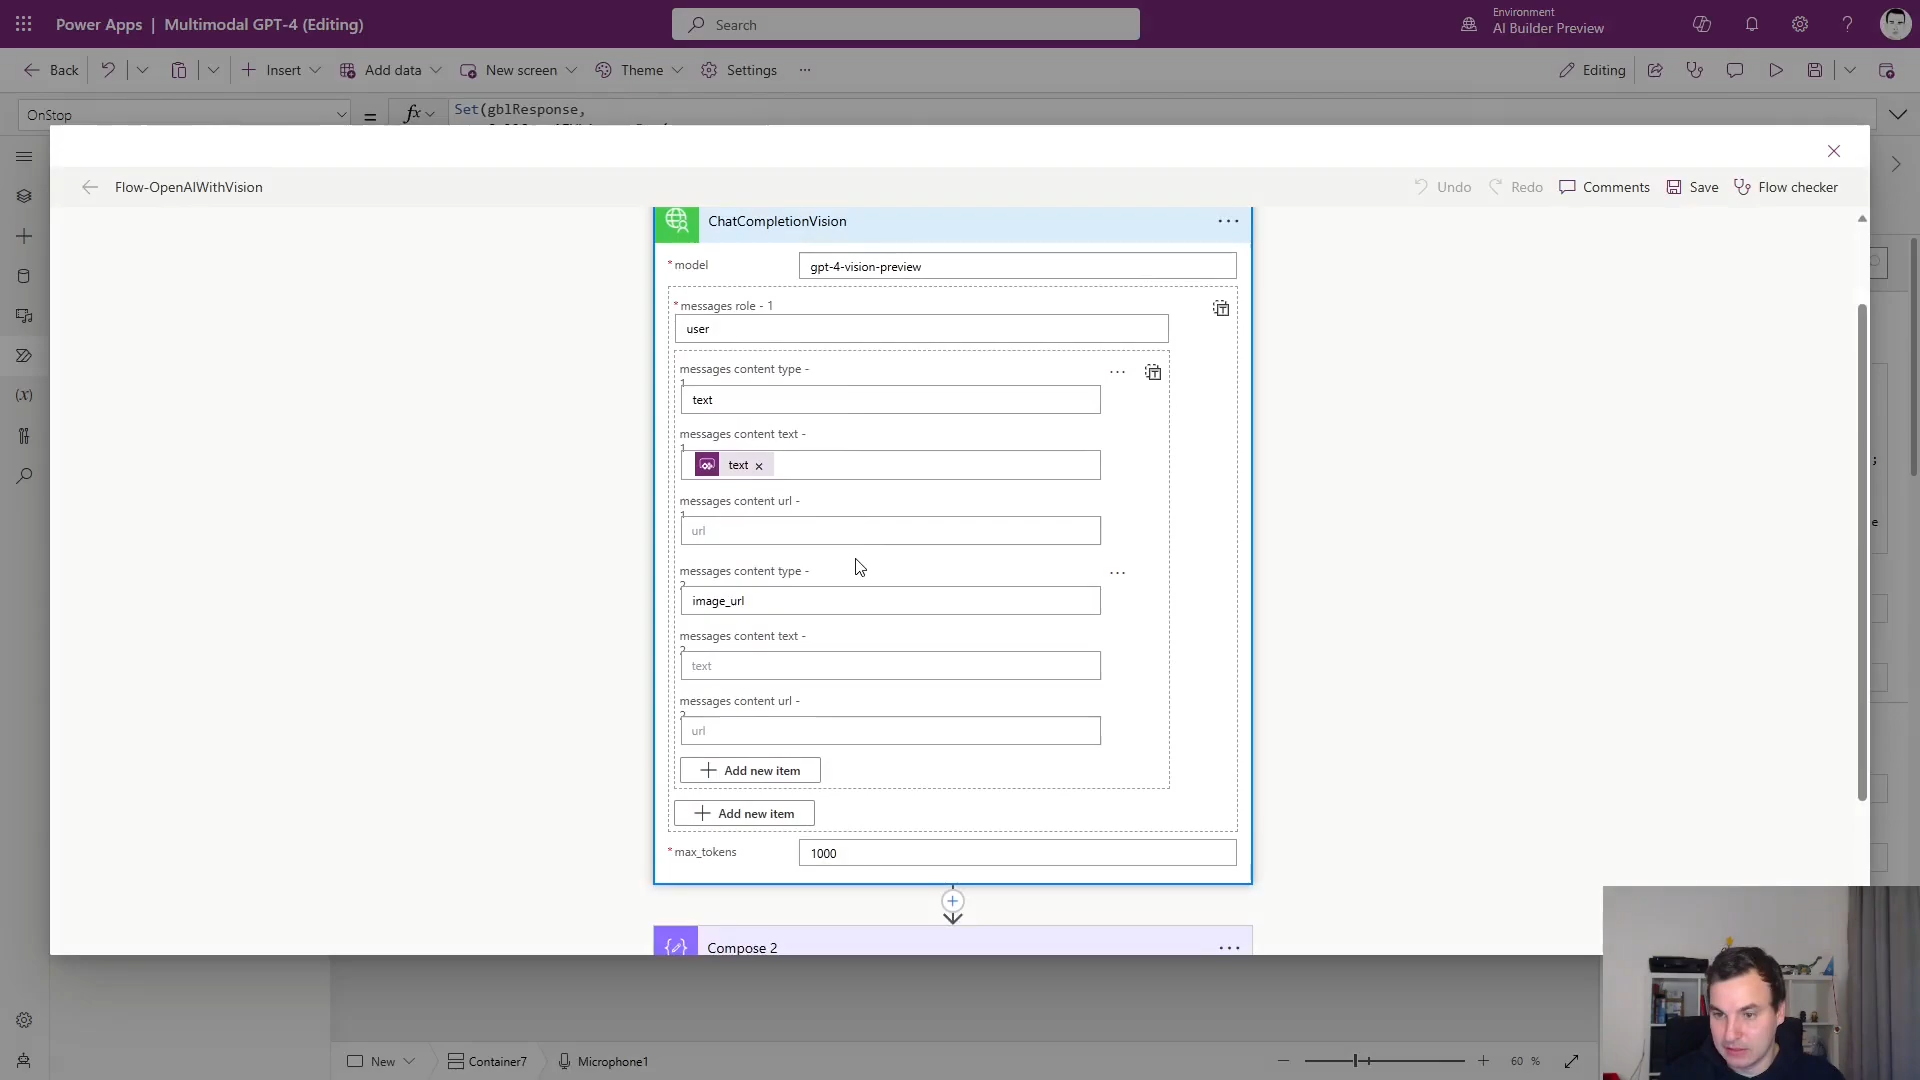 Power Apps | Multimodal GPT-4 (Editing)
Search
Environment
AI Builder Preview
Back
Insert
Add data
New screen
Theme
Settings
...
Editing
OnStop
=
fx
Set(gblResponse,
Flow-OpenAIWithVision
Undo
Redo
Comments
Save
Flow checker
ChatCompletionVision
...
* model
gpt-4-vision-preview
* messages role - 1
user
messages content type -
1
...
text
messages content text -
1
text ×
messages content url -
1
url
messages content type -
2
...
image_url
messages content text -
2
text
messages content url -
2
url
+ Add new item
+ Add new item
* max_tokens
1000
Compose 2
...
New
Container7
Microphone1
60 %